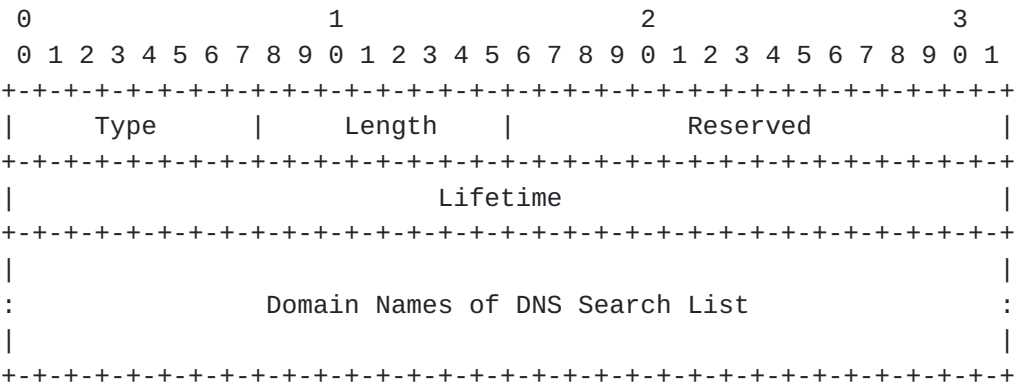 0                   1                   2                   3
 0 1 2 3 4 5 6 7 8 9 0 1 2 3 4 5 6 7 8 9 0 1 2 3 4 5 6 7 8 9 0 1
+-+-+-+-+-+-+-+-+-+-+-+-+-+-+-+-+-+-+-+-+-+-+-+-+-+-+-+-+-+-+-+-+
|     Type      |     Length    |           Reserved            |
+-+-+-+-+-+-+-+-+-+-+-+-+-+-+-+-+-+-+-+-+-+-+-+-+-+-+-+-+-+-+-+-+
|                           Lifetime                            |
+-+-+-+-+-+-+-+-+-+-+-+-+-+-+-+-+-+-+-+-+-+-+-+-+-+-+-+-+-+-+-+-+
|                                                               |
:                Domain Names of DNS Search List                :
|                                                               |
+-+-+-+-+-+-+-+-+-+-+-+-+-+-+-+-+-+-+-+-+-+-+-+-+-+-+-+-+-+-+-+-+